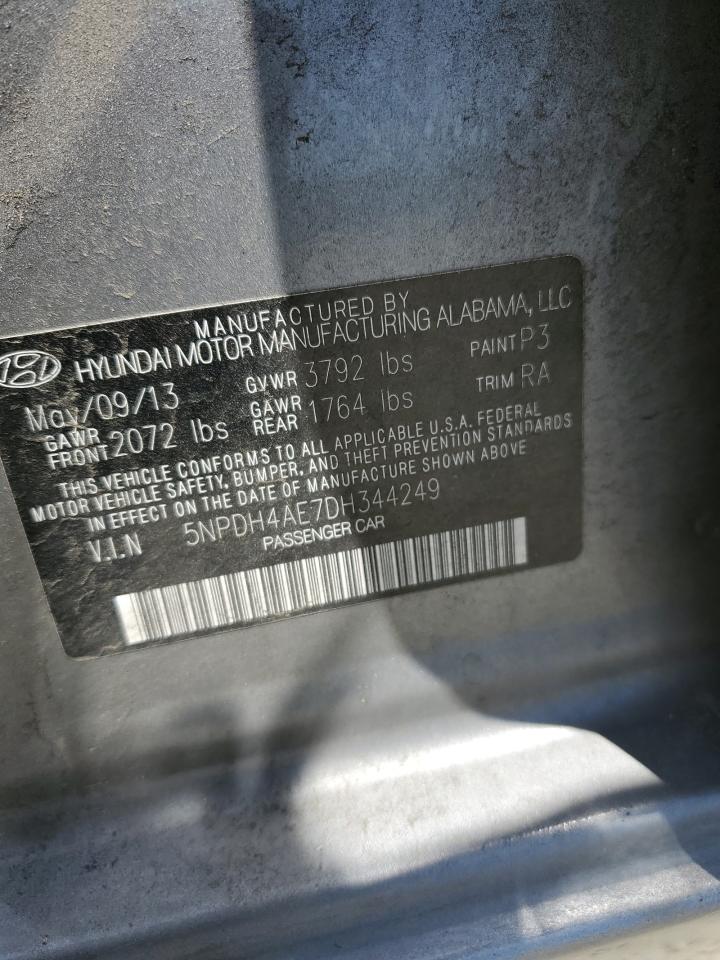 MANUFACTURED BY
HYUNDAI MOTOR MANUFACTURING ALABAMA, LLC
May/09/13 GVWR 3792 lbs PAINT P3
GAWR FRONT 2072 lbs GAWR REAR 1764 lbs TRIM RA
THIS VEHICLE CONFORMS TO ALL APPLICABLE U.S.A. FEDERAL
MOTOR VEHICLE SAFETY, BUMPER, AND THEFT PREVENTION STANDARDS
IN EFFECT ON THE DATE OF MANUFACTURE SHOWN ABOVE
V.I.N 5NPDH4AE7DH344249
PASSENGER CAR